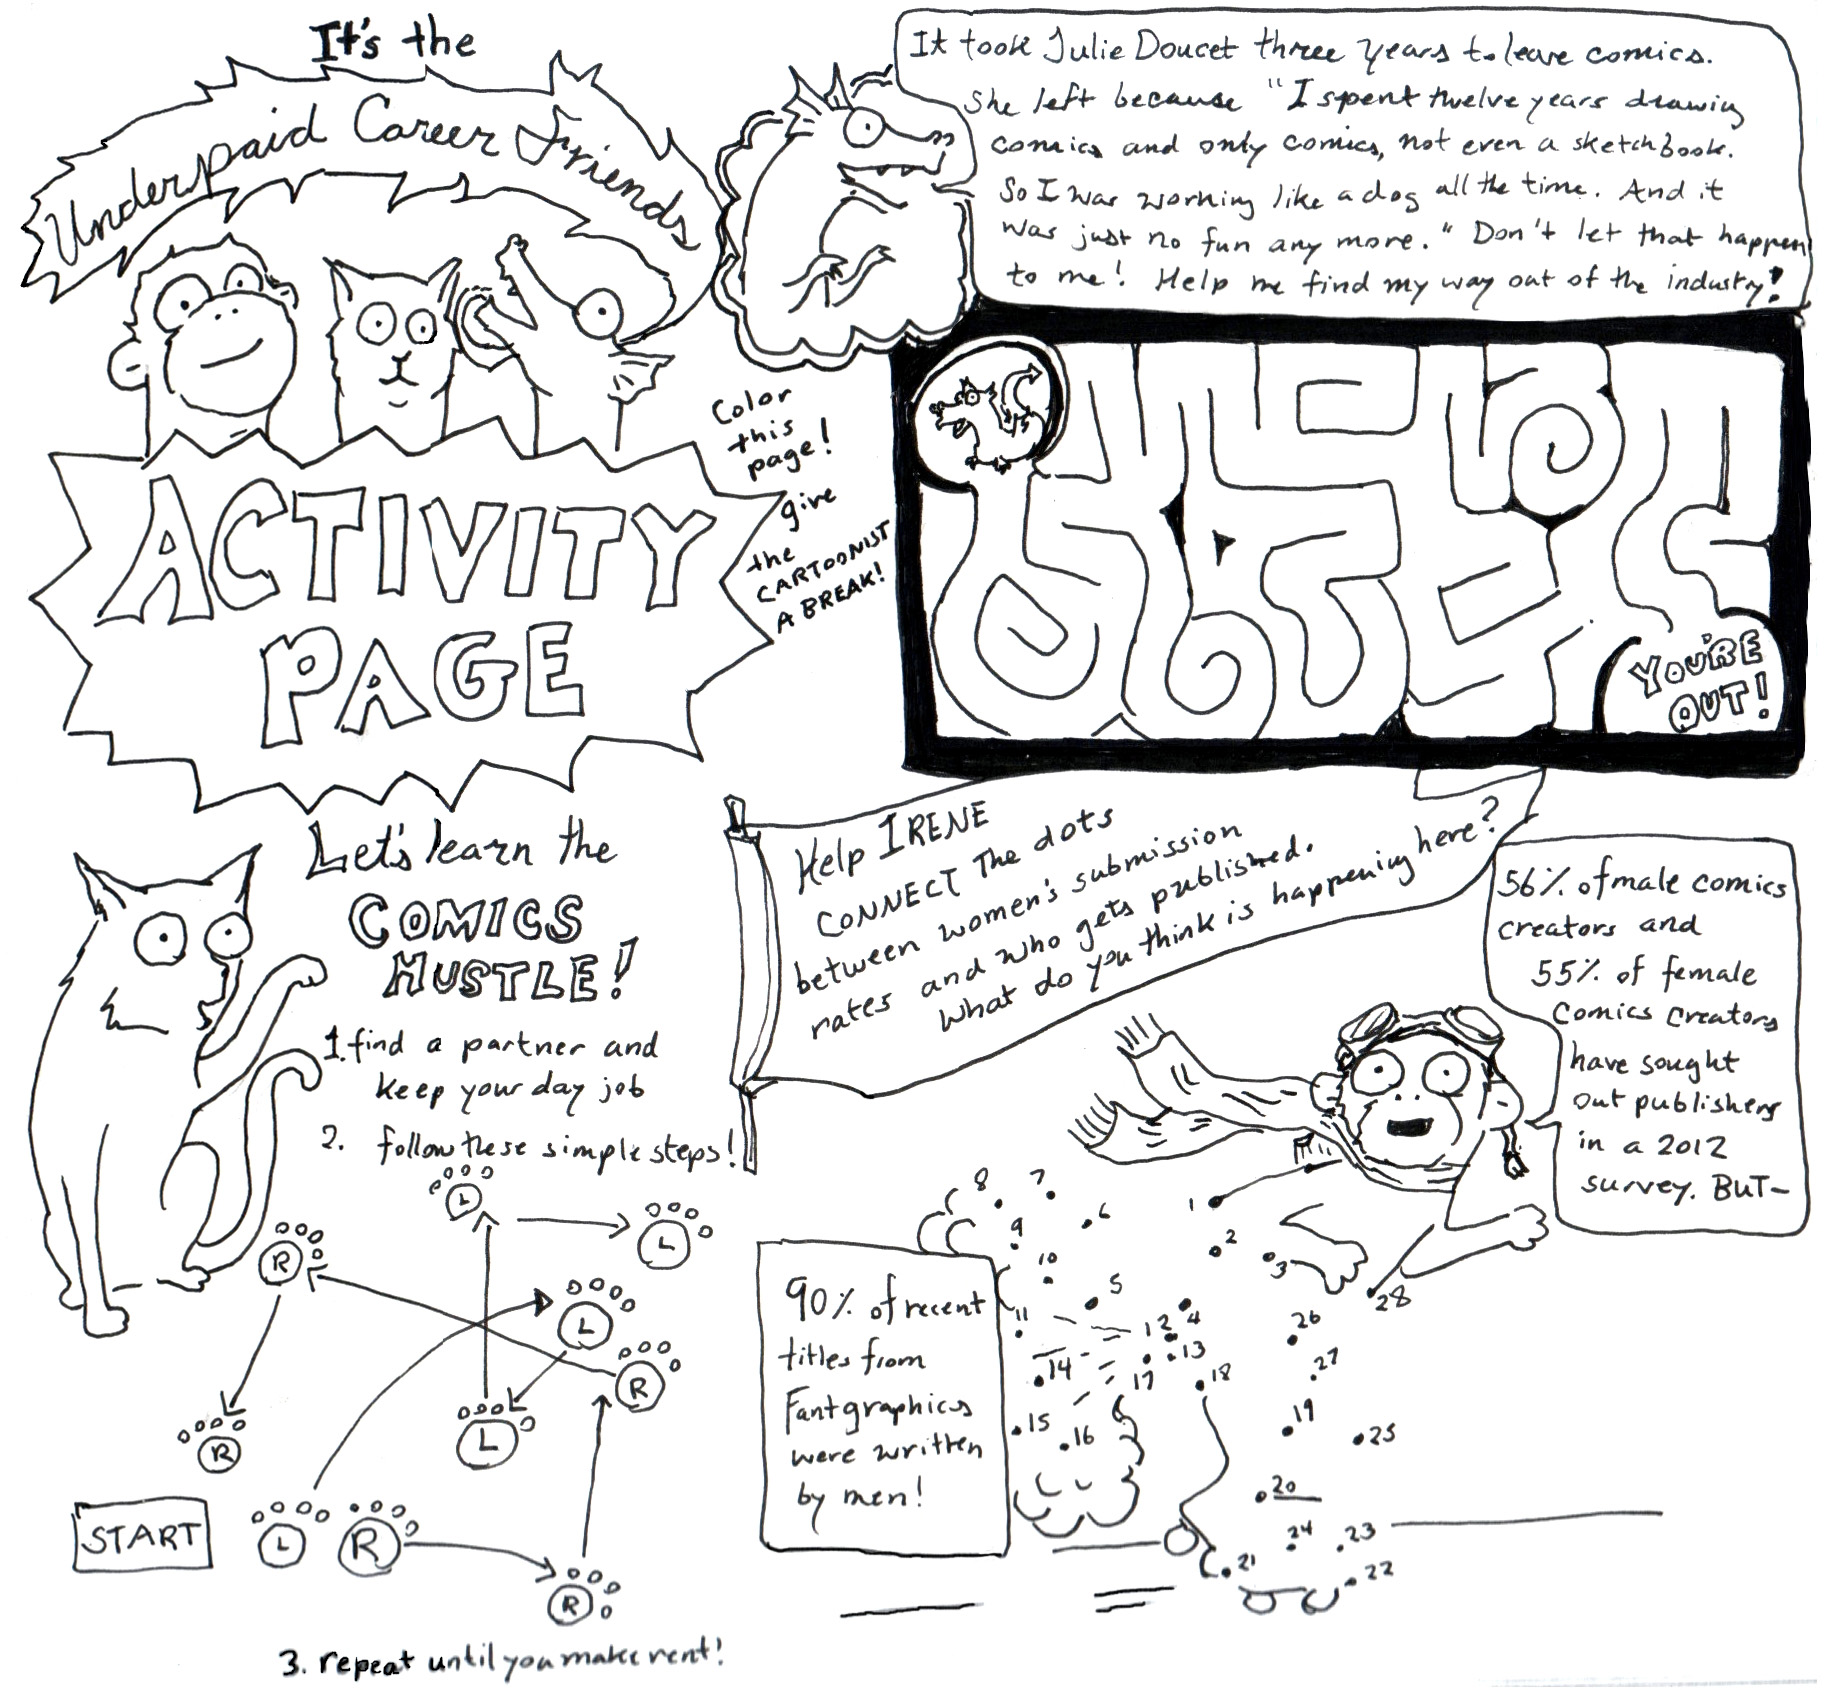 It's the
Underpaid Career Friends
ACTIVITY
PAGE
Color
this
page!
give
the
CARTOONIST
A BREAK!
It took Julie Doucet three years to leave comics.
She left because "I spent twelve years drawing
comics and only comics, not even a sketchbook.
So I was working like a dog all the time. And it
was just no fun any more." Don't let that happen
to me! Help me find my way out of the industry!
YOU'RE
OUT!
Let's learn the
COMICS
HUSTLE!
1. find a partner and
keep your day job
2. follow these simple steps!
L
L
R
L
R
L
R
START
L
R
R
3. repeat until you make rent!
Help IRENE
CONNECT The dots
between women's submission
rates and who gets published.
What do you think is happening here?
56% of male comics
creators and
55% of female
Comics Creators
have sought
out publishers
in a 2012
survey. BUT-
90% of recent
titles from
Fantgraphics
were written
by men!
1
2
3
4
5
6
7
8
9
10
11
12
13
14
15
16
17
18
19
20
21
22
23
24
25
26
27
28